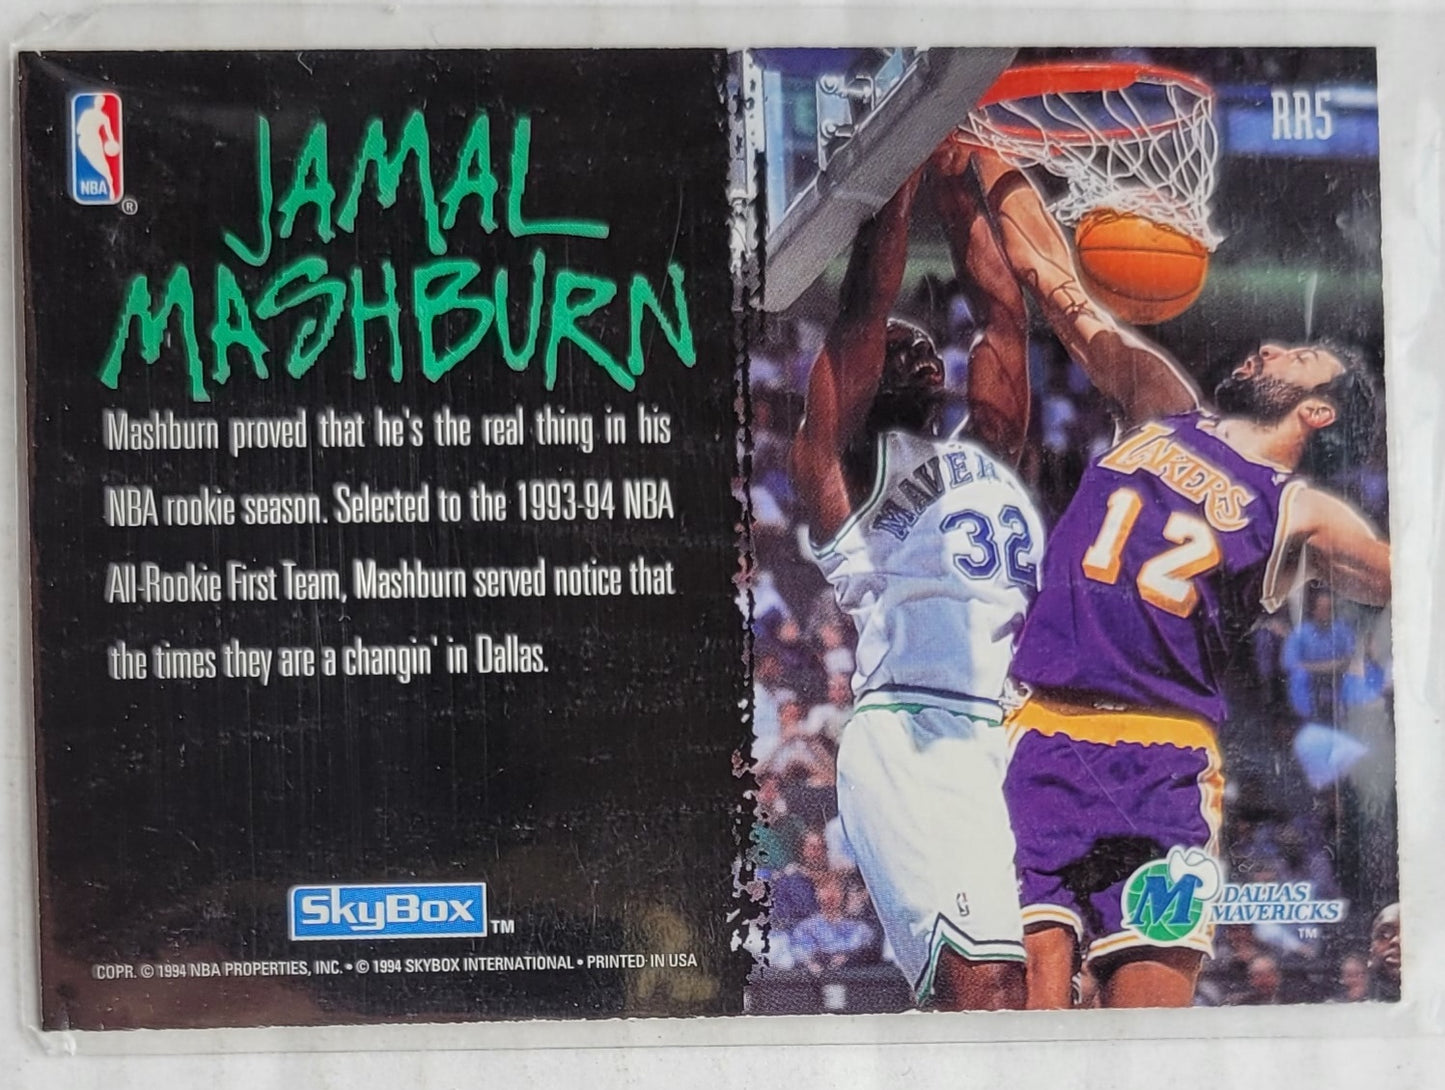 NBA
®
JAMAL
MASHBURN
Mashburn proved that he's the real thing in his
NBA rookie season. Selected to the 1993-94 NBA
All-Rookie First Team, Mashburn served notice that
the times they are a changin' in Dallas.
SkyBox TM
COPR. © 1994 NBA PROPERTIES, INC. • © 1994 SKYBOX INTERNATIONAL • PRINTED IN USA
RR5
MAVER
32
LAKERS
12
M
DALLAS
MAVERICKS
TM